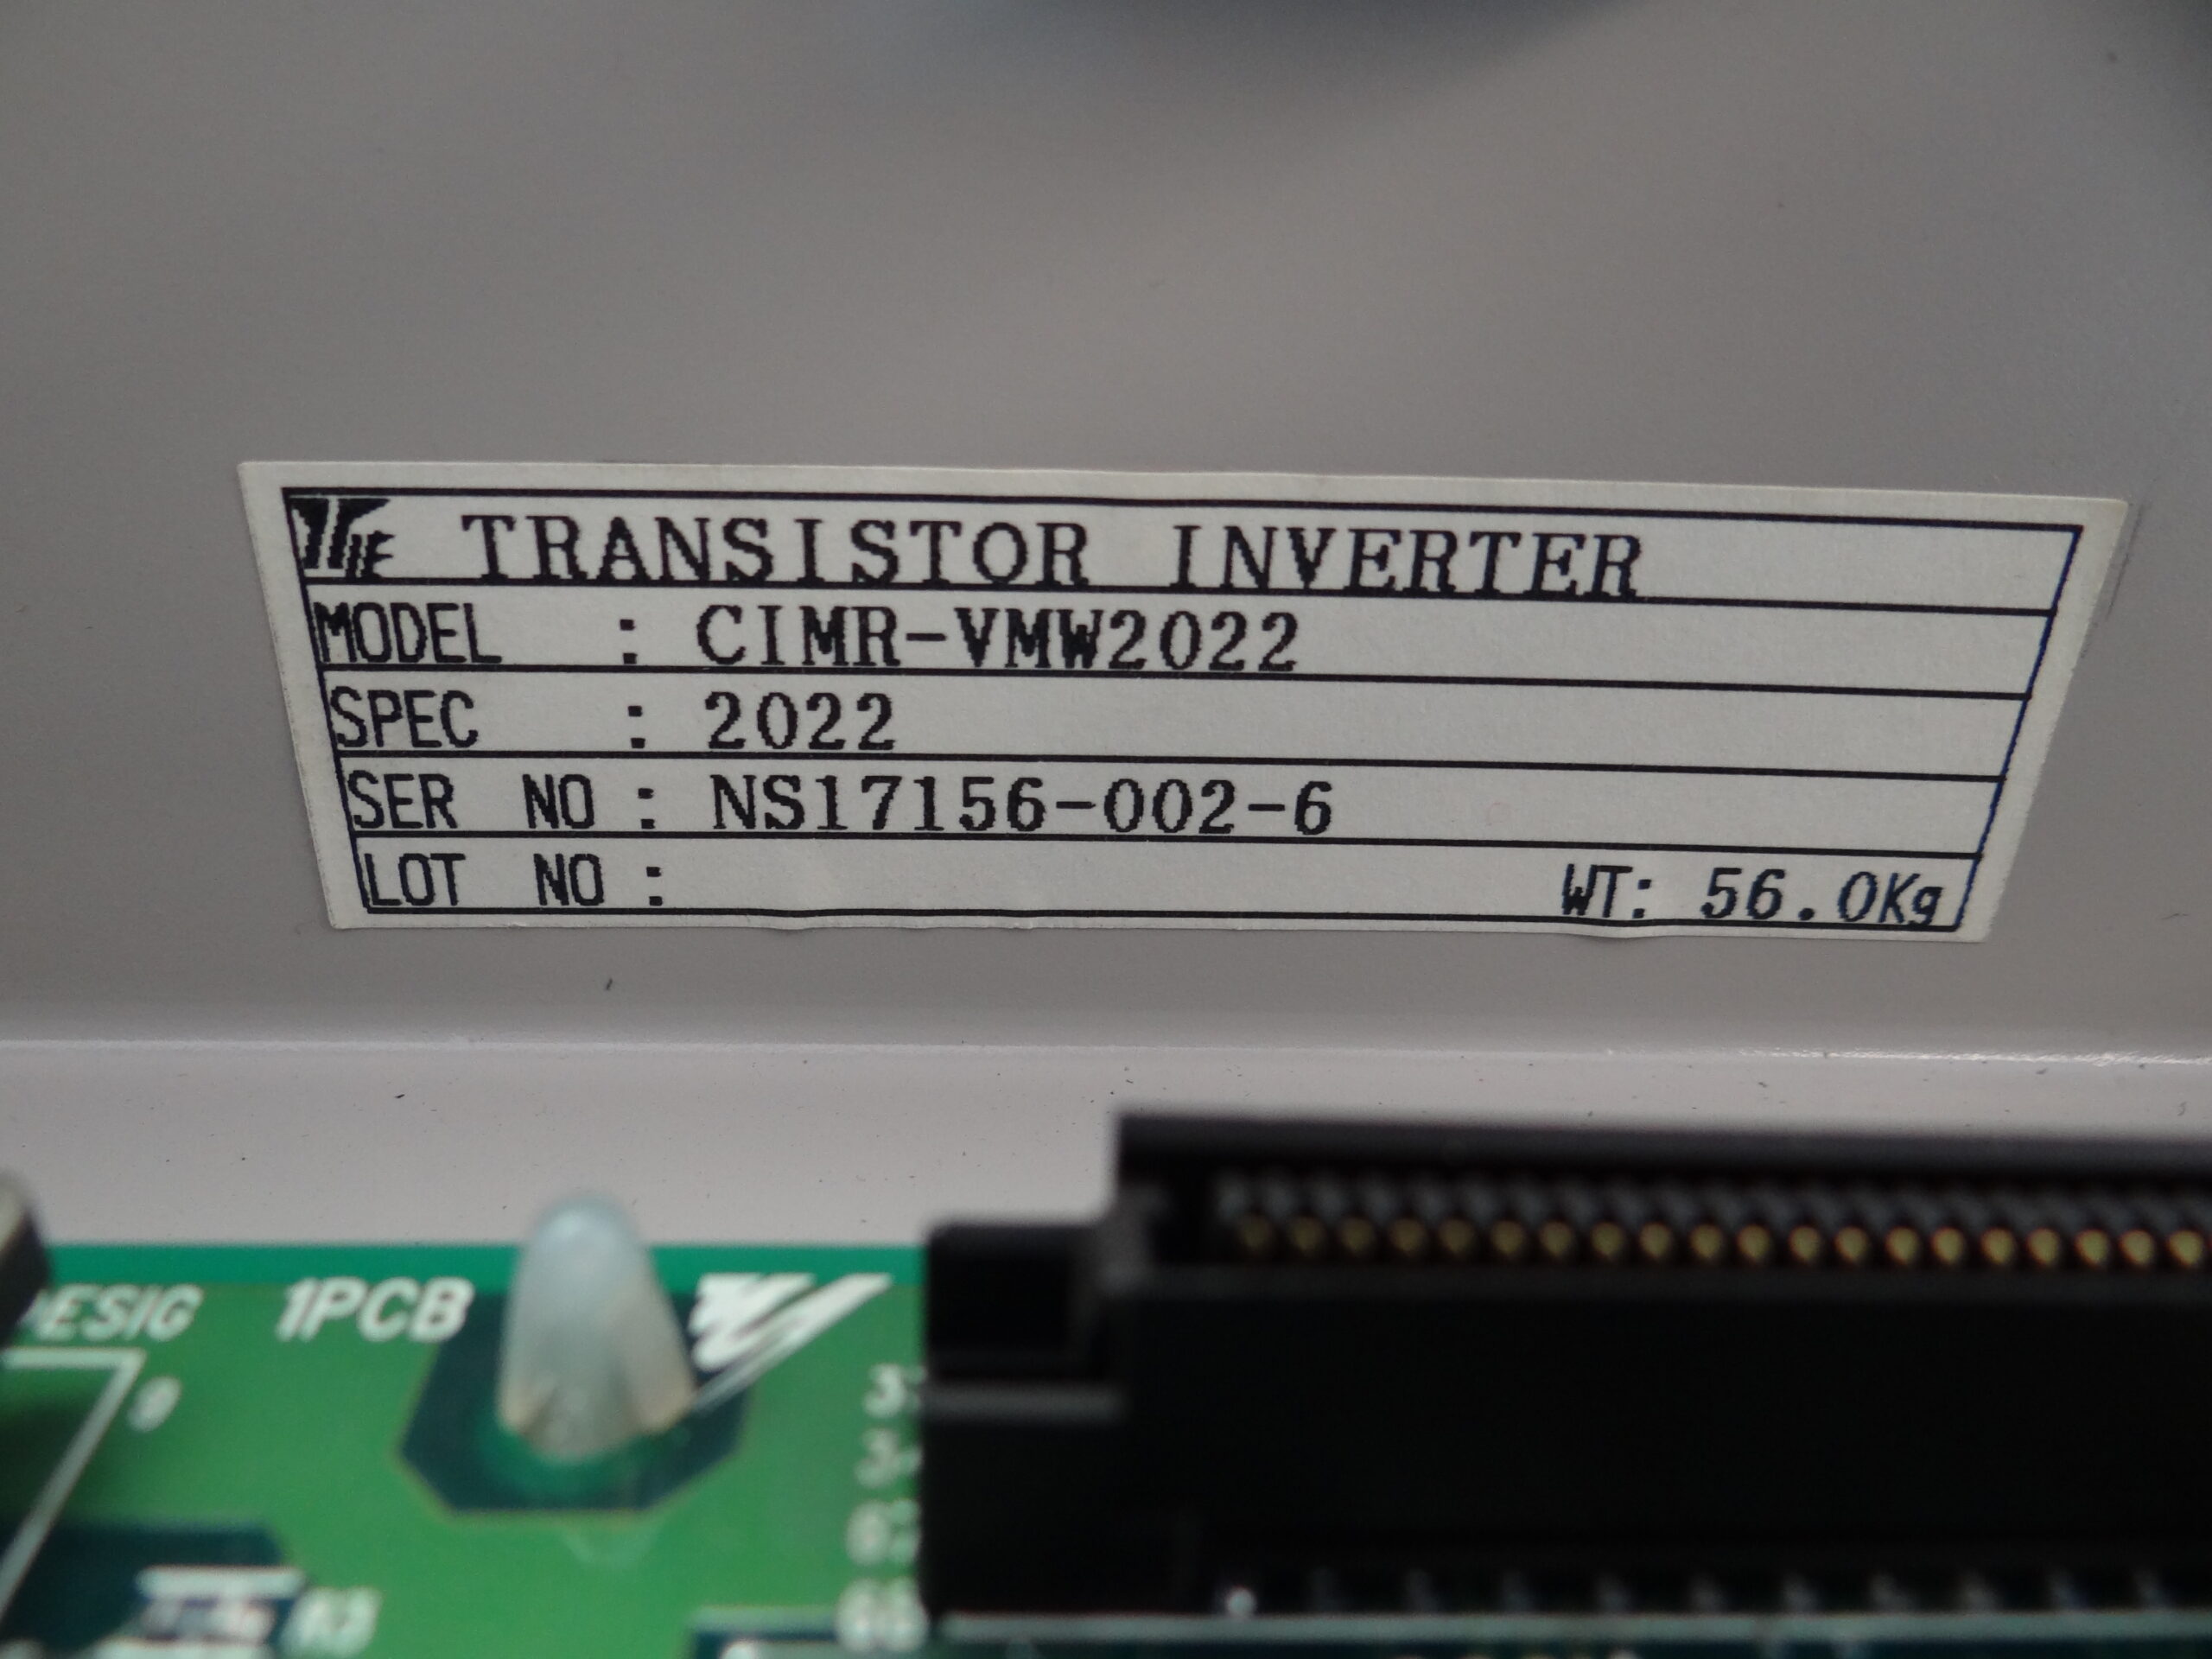 TRANSISTOR INVERTER
MODEL : CIMR-VMW2022
SPEC : 2022
SER NO : NS17156-002-6
LOT NO : WT: 56.0Kg
1PCB